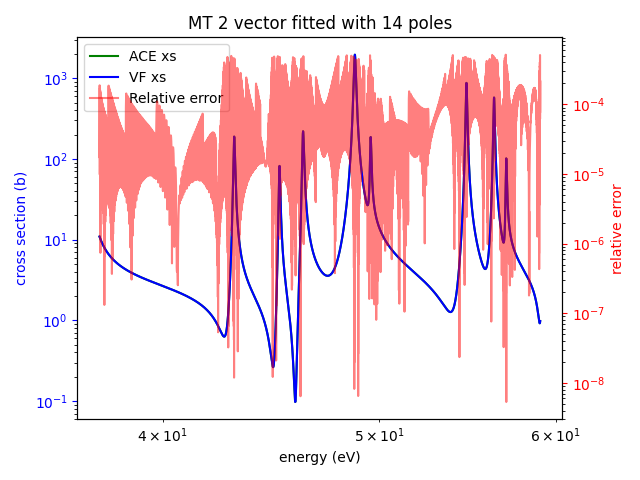 MT 2 vector fitted with 14 poles
ACE xs
VF xs
Relative error
cross section (b)
10³
10²
10¹
10⁰
10⁻¹
10⁻⁴
10⁻⁵
10⁻⁶
10⁻⁷
10⁻⁸
relative error
4 × 10¹
5 × 10¹
6 × 10¹
energy (eV)